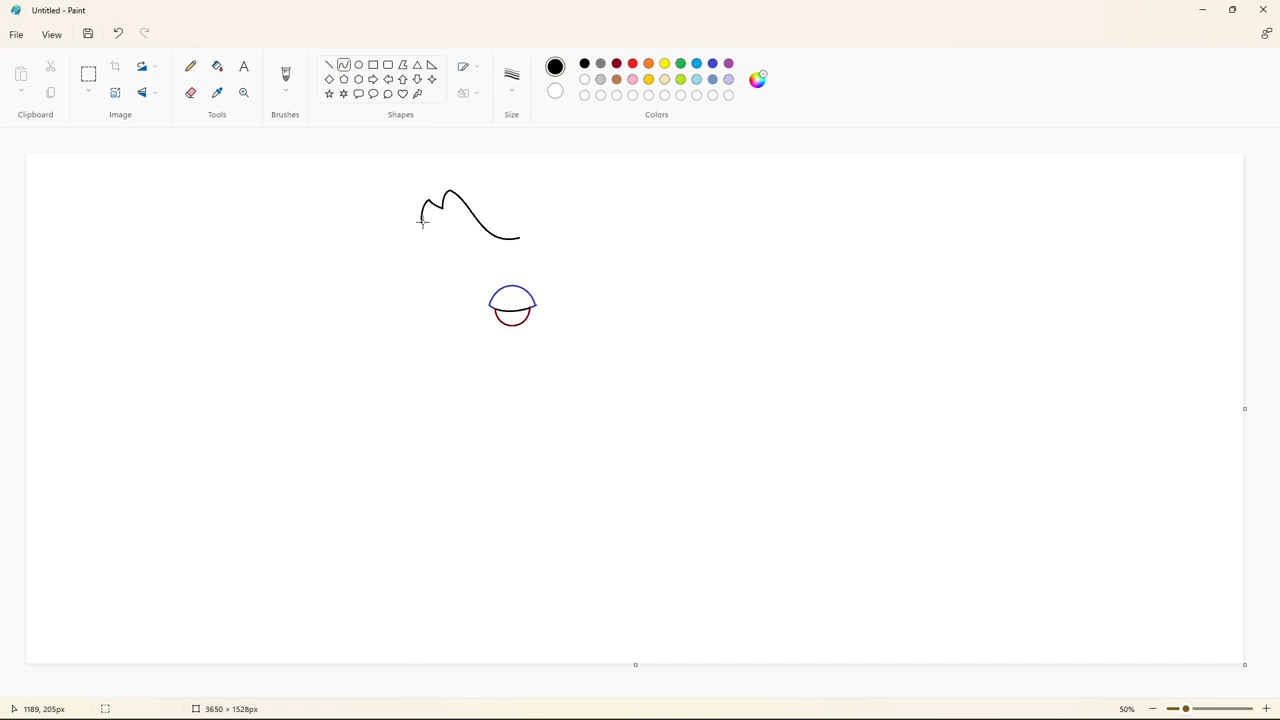 Untitled - Paint
File View
Clipboard Image Tools Brushes Shapes Size Colors
1189, 205px 3650 × 1528px 50%